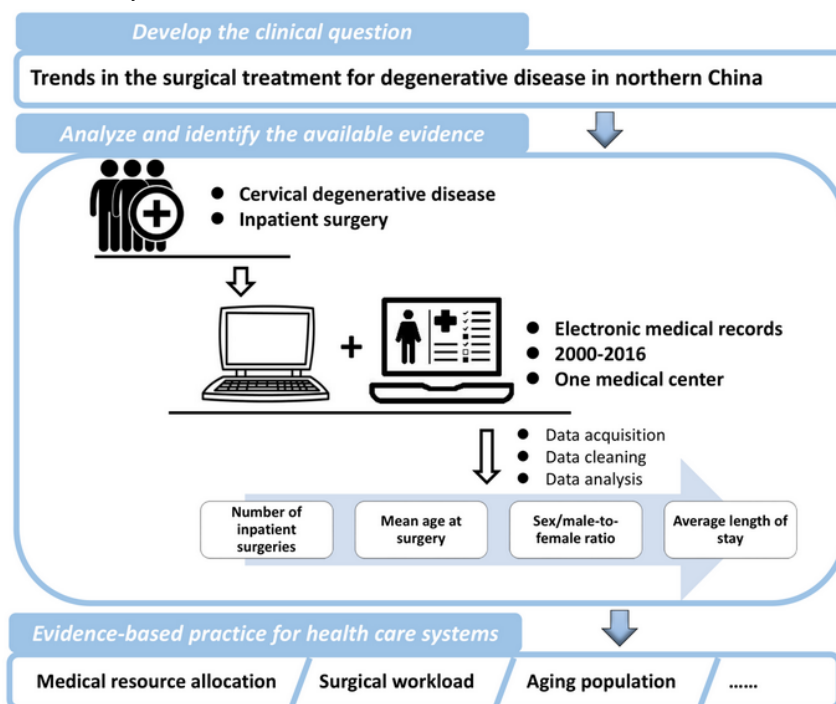 Develop the clinical question
Trends in the surgical treatment for degenerative disease in northern China
Analyze and identify the available evidence
● Cervical degenerative disease
● Inpatient surgery
● Electronic medical records
● 2000-2016
● One medical center
● Data acquisition
● Data cleaning
● Data analysis
Number of
inpatient
surgeries
Mean age at
surgery
Sex/male-to-
female ratio
Average length of
stay
Evidence-based practice for health care systems
Medical resource allocation
Surgical workload
Aging population
......